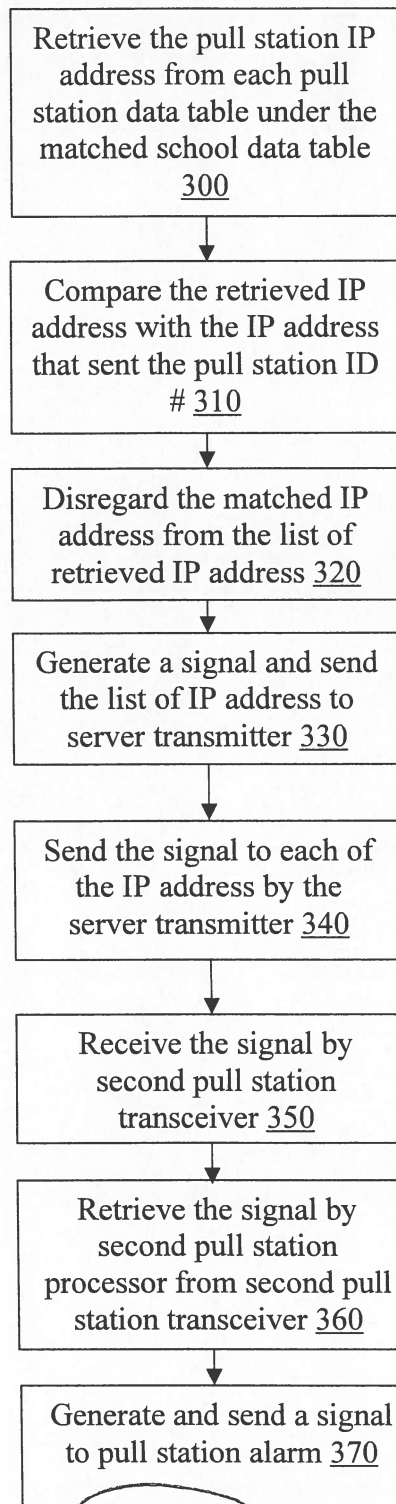 Retrieve the pull station IP
address from each pull
station data table under the
matched school data table
300
Compare the retrieved IP
address with the IP address
that sent the pull station ID
# 310
Disregard the matched IP
address from the list of
retrieved IP address 320
Generate a signal and send
the list of IP address to
server transmitter 330
Send the signal to each of
the IP address by the
server transmitter 340
Receive the signal by
second pull station
transceiver 350
Retrieve the signal by
second pull station
processor from second pull
station transceiver 360
Generate and send a signal
to pull station alarm 370